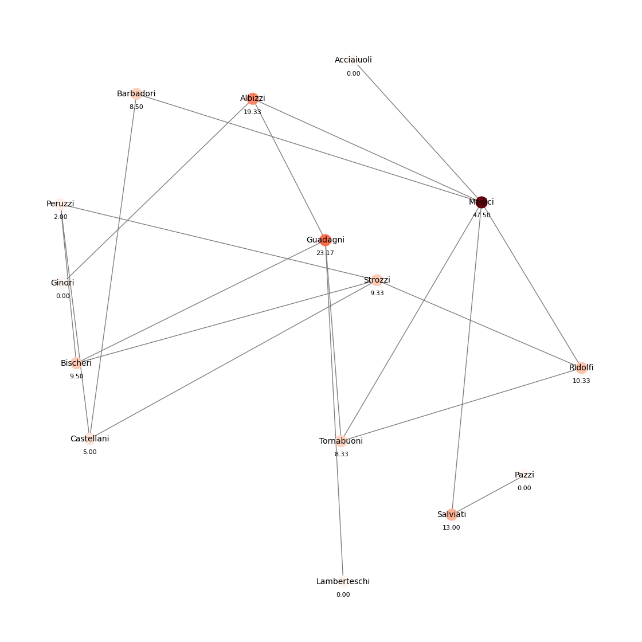 Acciaiuoli
0.00
Barbadori
8.50
Albizzi
19.33
Medici
47.50
Peruzzi
2.00
Guadagni
23.17
Strozzi
9.33
Ginori
0.00
Bischeri
9.50
Ridolfi
10.33
Castellani
5.00
Tornabuoni
8.33
Pazzi
0.00
Salviati
13.00
Lamberteschi
0.00